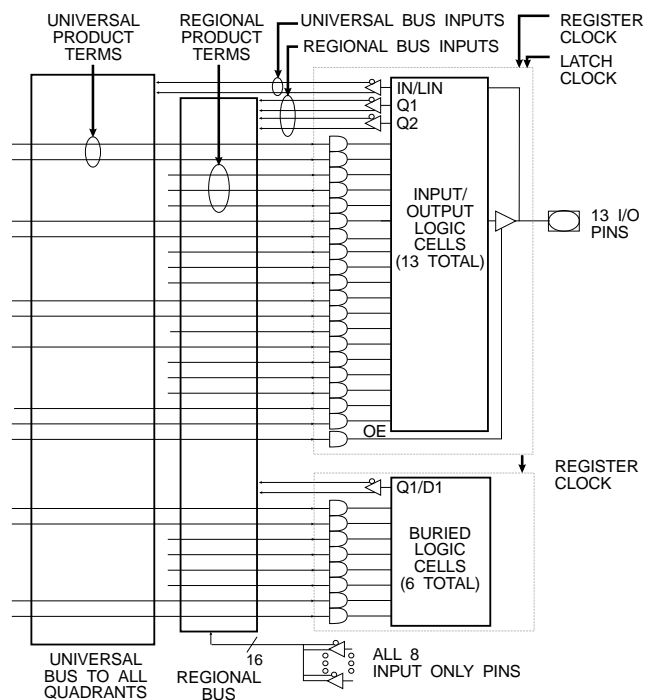 UNIVERSAL
PRODUCT
TERMS
REGIONAL
PRODUCT
TERMS
UNIVERSAL BUS INPUTS
REGIONAL BUS INPUTS
REGISTER
CLOCK
LATCH
CLOCK
IN/LIN
Q1
Q2
INPUT/
OUTPUT
LOGIC
CELLS
(13 TOTAL)
13 I/O
PINS
OE
REGISTER
CLOCK
Q1/D1
BURIED
LOGIC
CELLS
(6 TOTAL)
UNIVERSAL
BUS TO ALL
QUADRANTS
REGIONAL
BUS
16
ALL 8
INPUT ONLY PINS